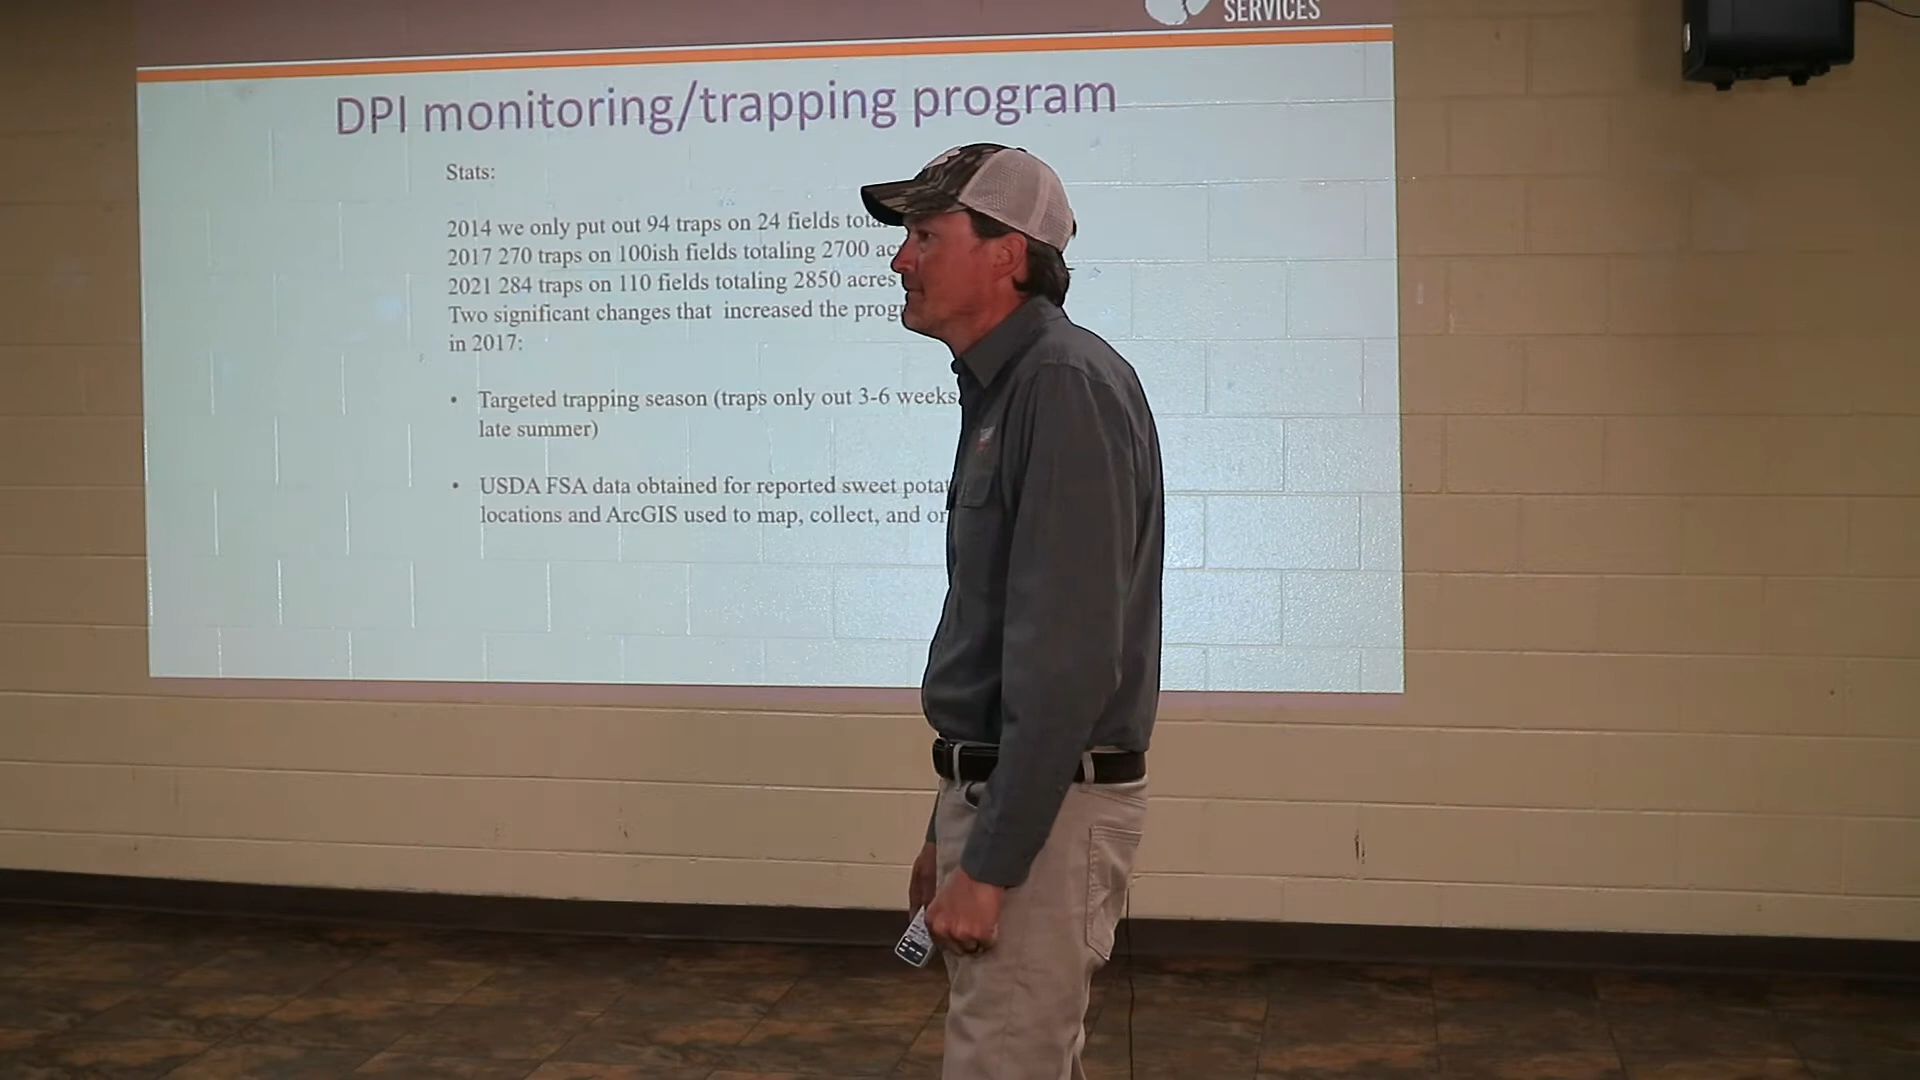 SERVICES
DPI monitoring/trapping program
Stats:
2014 we only put out 94 traps on 24 fields
2017 270 traps on 100ish fields totaling 2700
2021 284 traps on 110 fields totaling 2850 acres
Two significant changes that increased the
in 2017:
• Targeted trapping season (traps only out 3-6 weeks
late summer)
• USDA FSA data obtained for reported sweet
locations and ArcGIS used to map, collect, and